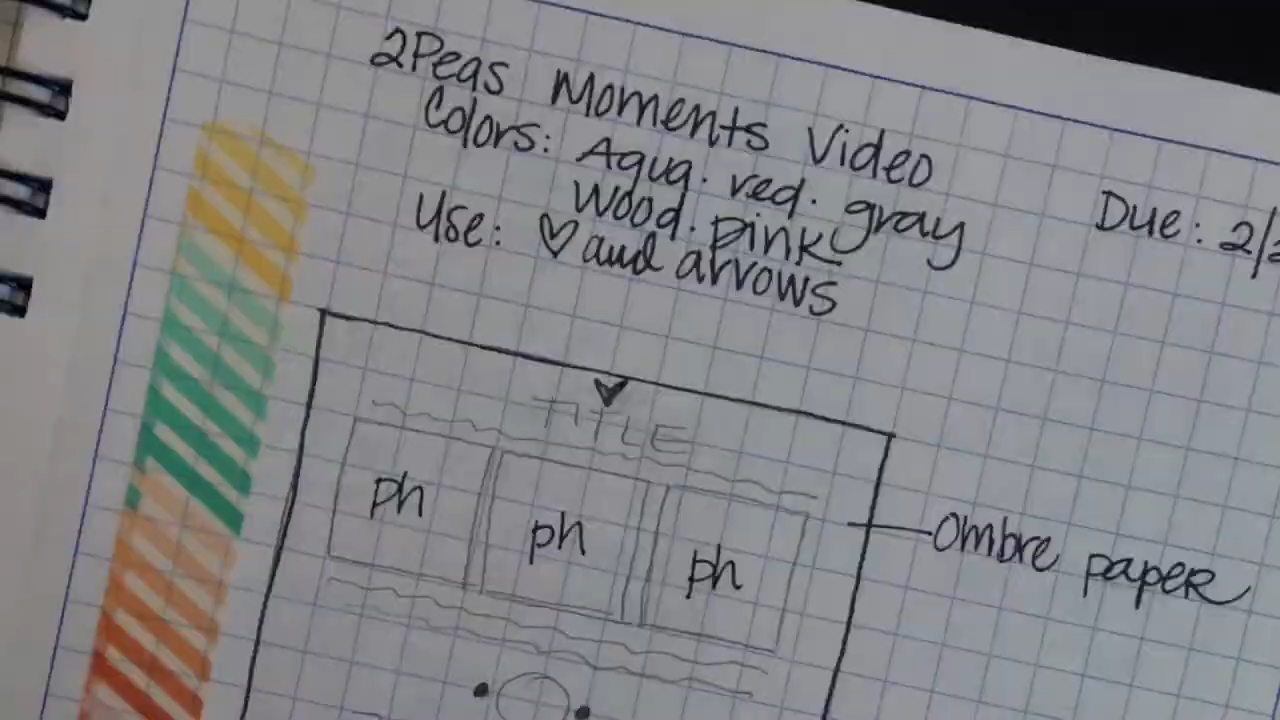 2Peas Moments Video
Colors: Aqua. red. gray
wood. pink
Use: ♡ and arrows
Due: 2/
TITLE
ph
ph
ph
Ombre paper